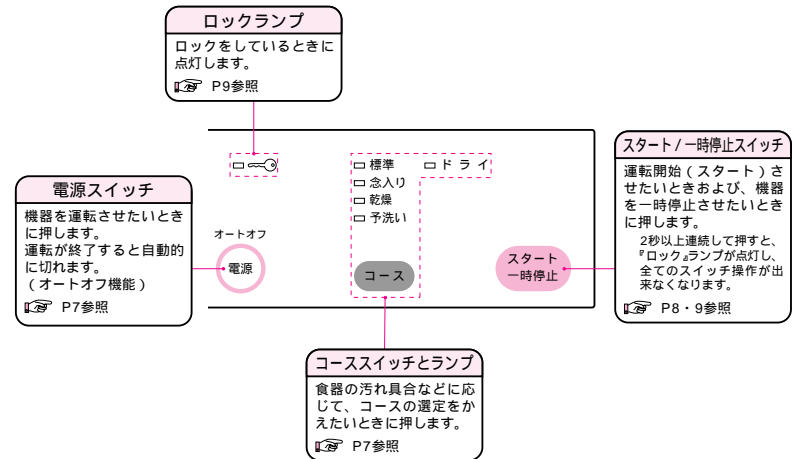 ロックランプ
ロックをしているときに
点灯します。
P9参照
標準
ドライ
念入り
乾燥
予洗い
コース
オートオフ
電源
スタート
一時停止
電源スイッチ
機器を運転させたいとき
に押します。
運転が終了すると自動的
に切れます。
(オートオフ機能)
P7参照
スタート/一時停止スイッチ
運転開始(スタート)さ
せたいときおよび、機器
を一時停止させたいとき
に押します。
2秒以上連続して押すと、
『ロック』ランプが点灯し、
全てのスイッチ操作が出
来なくなります。
P8・9参照
コーススイッチとランプ
食器の汚れ具合などに応
じて、コースの選定をか
えたいときに押します。
P7参照